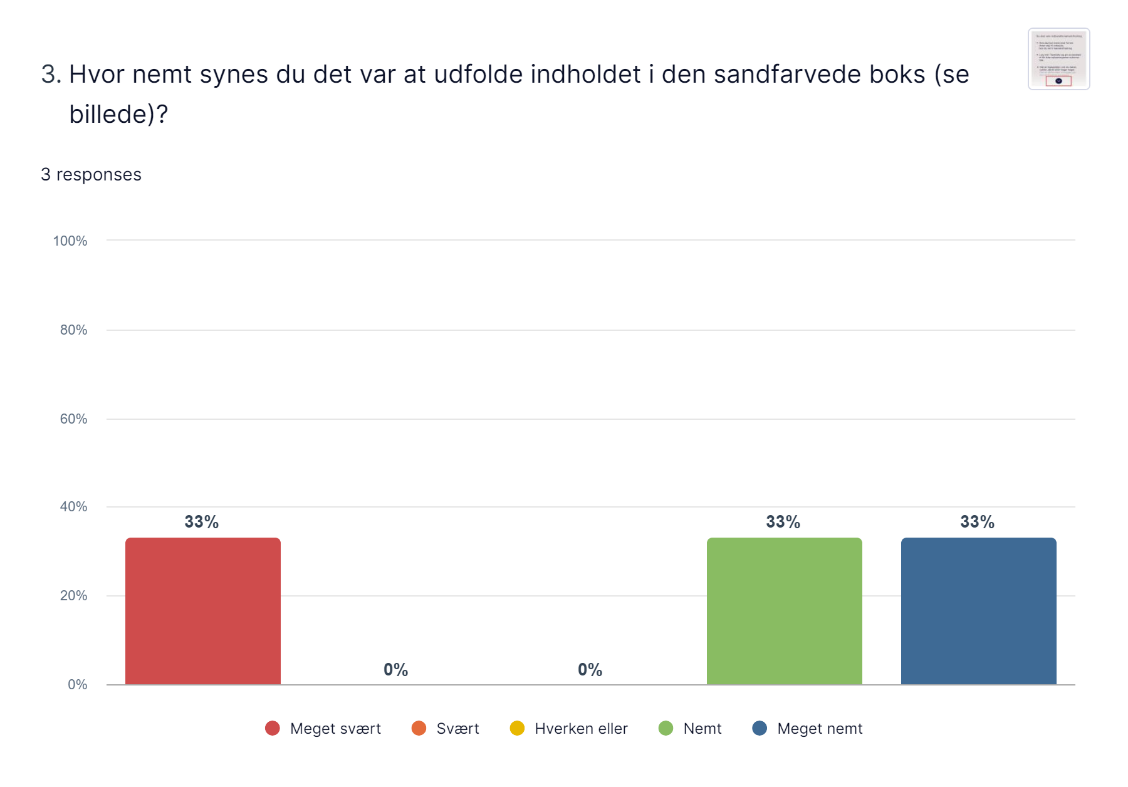 3. Hvor nemt synes du det var at udfolde indholdet i den sandfarvede boks (se
billede)?
3 responses
100%
80%
60%
40%
20%
0%
33%
0%
0%
33%
33%
Meget svært
Svært
Hverken eller
Nemt
Meget nemt